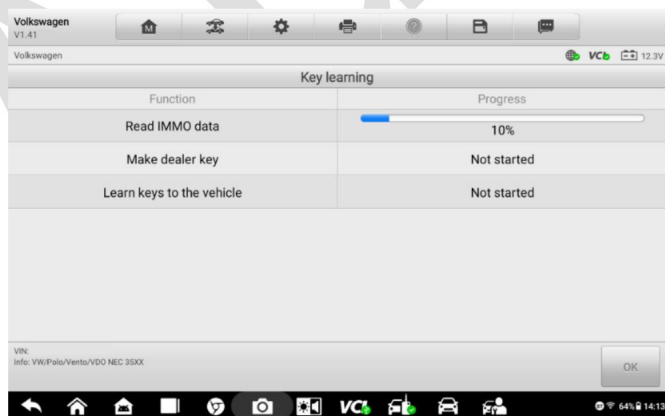 Volkswagen
V1.41
Volkswagen
VCI 12.3V
Key learning
Function Progress
Read IMMO data 10%
Make dealer key Not started
Learn keys to the vehicle Not started
VIN:
Info: VW/Polo/Vento/VDO NEC 35XX
OK
VCI 64% 14:13